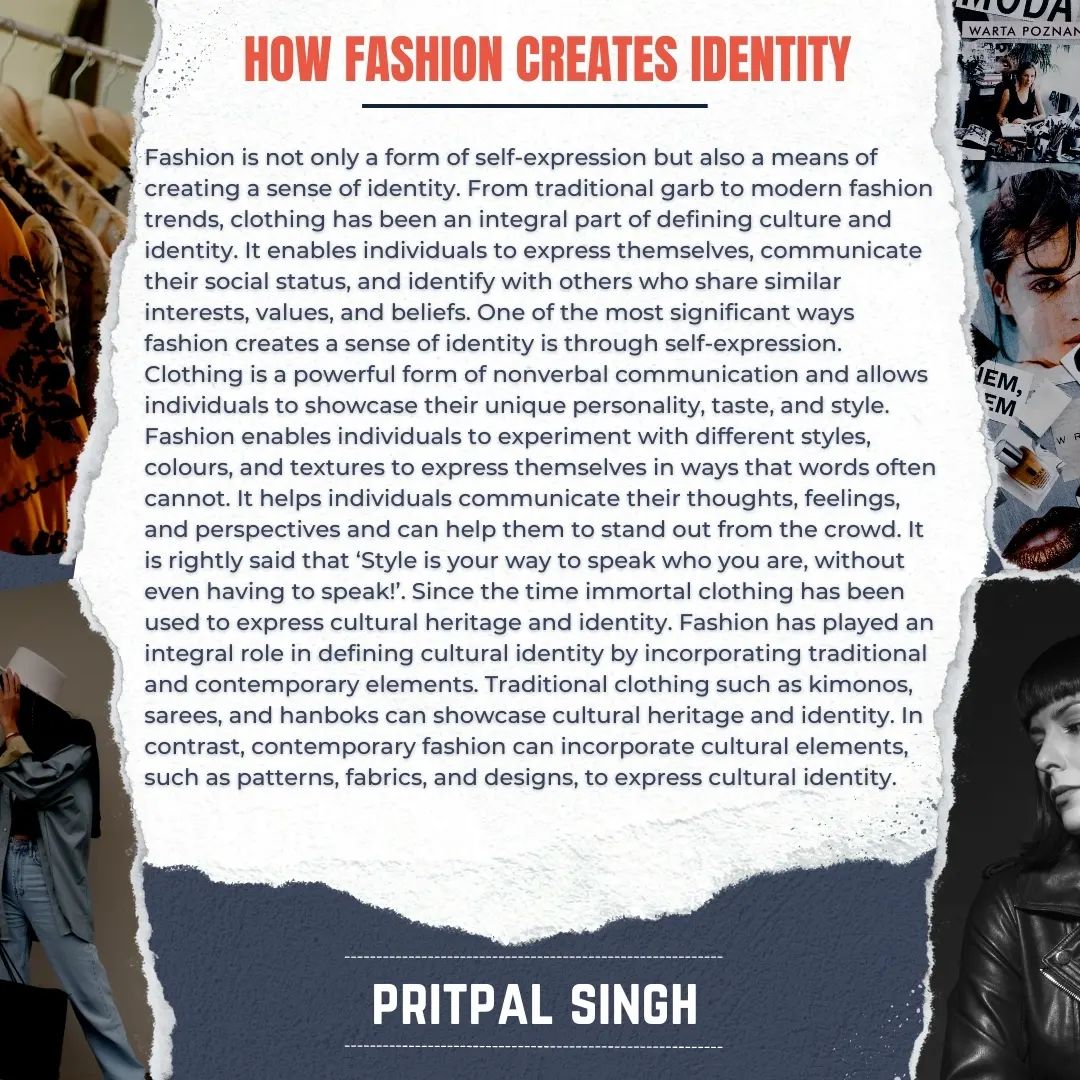 HOW FASHION CREATES IDENTITY
Fashion is not only a form of self-expression but also a means of
creating a sense of identity. From traditional garb to modern fashion
trends, clothing has been an integral part of defining culture and
identity. It enables individuals to express themselves, communicate
their social status, and identify with others who share similar
interests, values, and beliefs. One of the most significant ways
fashion creates a sense of identity is through self-expression.
Clothing is a powerful form of nonverbal communication and allows
individuals to showcase their unique personality, taste, and style.
Fashion enables individuals to experiment with different styles,
colours, and textures to express themselves in ways that words often
cannot. It helps individuals communicate their thoughts, feelings,
and perspectives and can help them to stand out from the crowd. It
is rightly said that ‘Style is your way to speak who you are, without
even having to speak!’. Since the time immortal clothing has been
used to express cultural heritage and identity. Fashion has played an
integral role in defining cultural identity by incorporating traditional
and contemporary elements. Traditional clothing such as kimonos,
sarees, and hanboks can showcase cultural heritage and identity. In
contrast, contemporary fashion can incorporate cultural elements,
such as patterns, fabrics, and designs, to express cultural identity.
PRITPAL SINGH
MODA
WARTA POZNAN
HEM,
EM